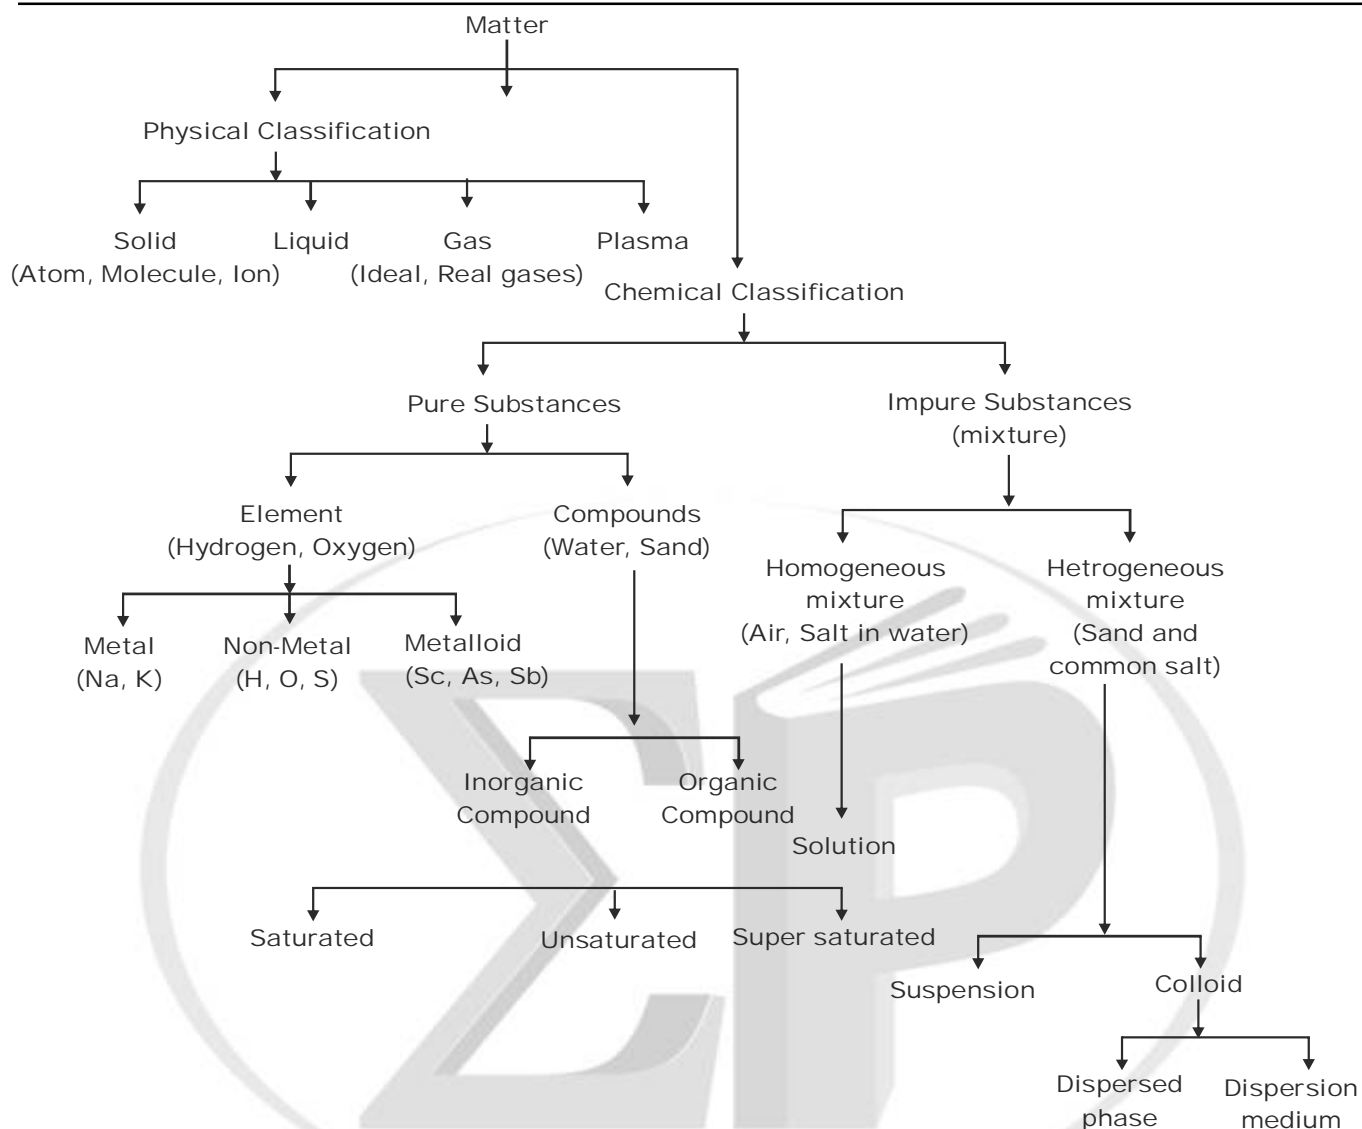 Matter
Physical Classification
Solid
(Atom, Molecule, Ion)
Liquid
Gas
(Ideal, Real gases)
Plasma
Chemical Classification
Pure Substances
Impure Substances
(mixture)
Element
(Hydrogen, Oxygen)
Compounds
(Water, Sand)
Homogeneous
mixture
(Air, Salt in water)
Hetrogeneous
mixture
(Sand and
common salt)
Metal
(Na, K)
Non-Metal
(H, O, S)
Metalloid
(Sc, As, Sb)
Inorganic
Compound
Organic
Compound
Solution
Saturated
Unsaturated
Super saturated
Suspension
Colloid
Dispersed
phase
Dispersion
medium